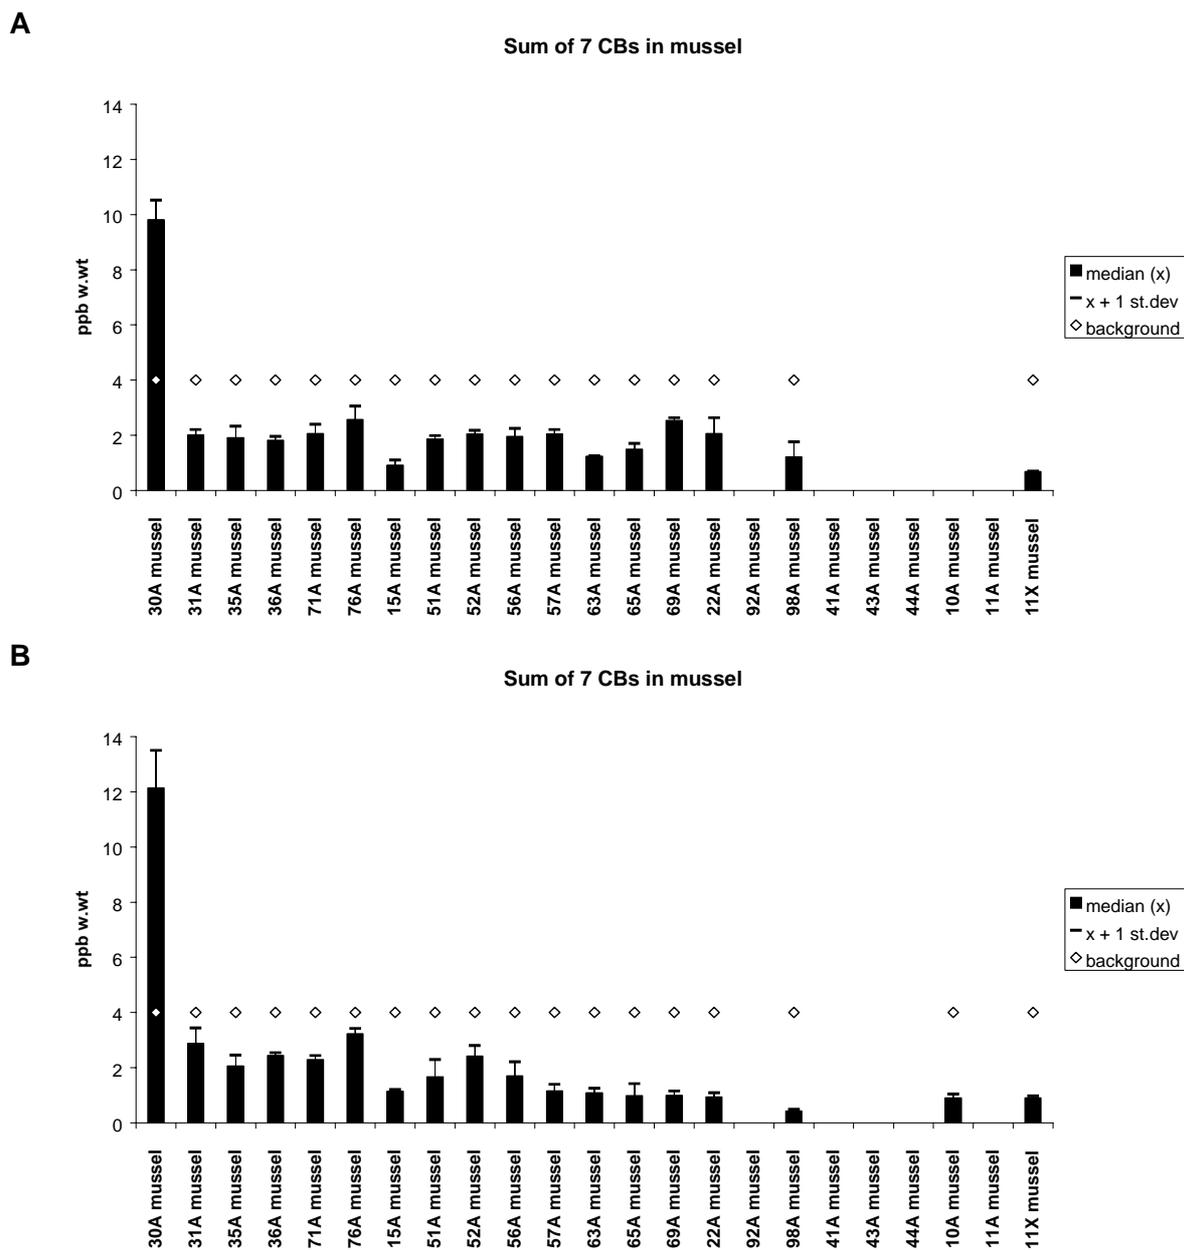 A
Sum of 7 CBs in mussel
14
12
10
8
6
4
2
0
ppb w.wt
median (x)
x + 1 st.dev
background
30A mussel
31A mussel
35A mussel
36A mussel
71A mussel
76A mussel
15A mussel
51A mussel
52A mussel
56A mussel
57A mussel
63A mussel
65A mussel
69A mussel
22A mussel
92A mussel
98A mussel
41A mussel
43A mussel
44A mussel
10A mussel
11A mussel
11X mussel
B
Sum of 7 CBs in mussel
14
12
10
8
6
4
2
0
ppb w.wt
median (x)
x + 1 st.dev
background
30A mussel
31A mussel
35A mussel
36A mussel
71A mussel
76A mussel
15A mussel
51A mussel
52A mussel
56A mussel
57A mussel
63A mussel
65A mussel
69A mussel
22A mussel
92A mussel
98A mussel
41A mussel
43A mussel
44A mussel
10A mussel
11A mussel
11X mussel